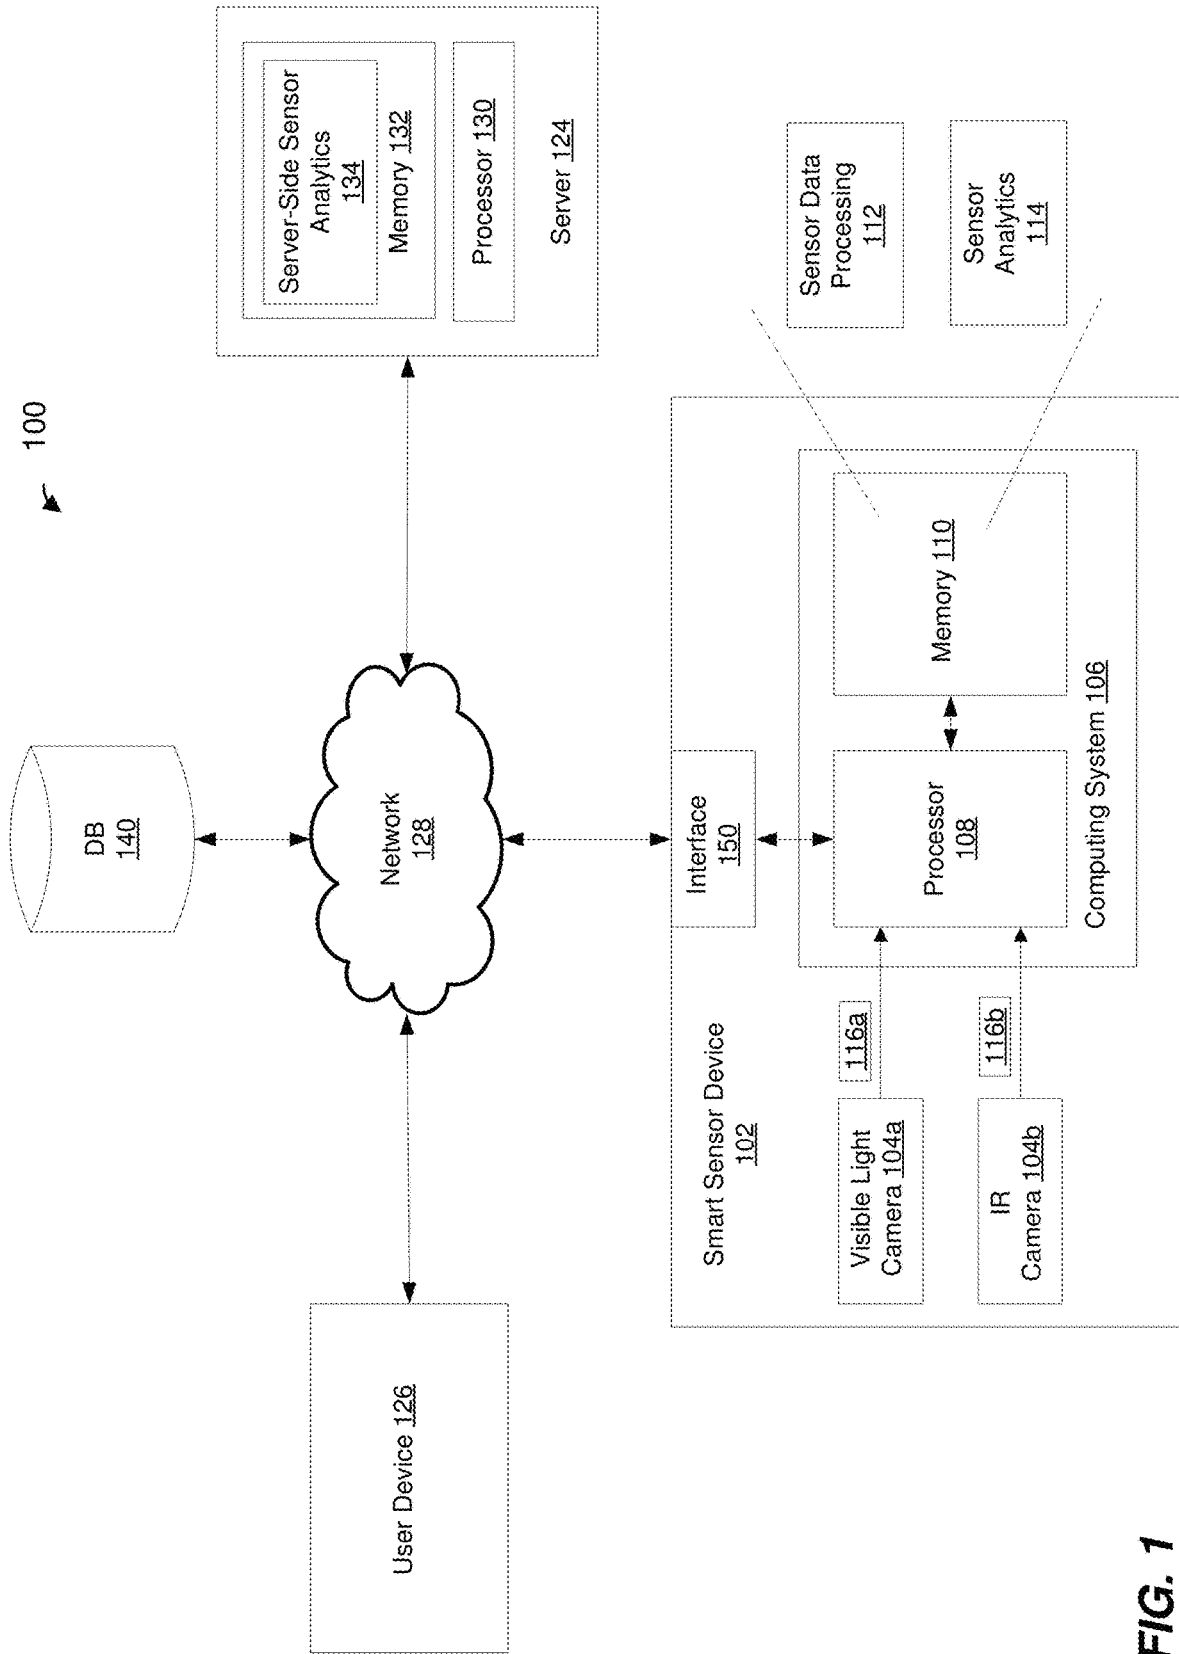 100
DB
140
Server-Side Sensor
Analytics
134
Memory 132
Processor 130
Server 124
Network
128
User Device 126
Interface
150
Smart Sensor Device
102
Visible Light
Camera 104a
116a
IR
Camera 104b
116b
Processor
108
Memory 110
Computing System 106
Sensor Data
Processing
112
Sensor
Analytics
114
FIG. 1